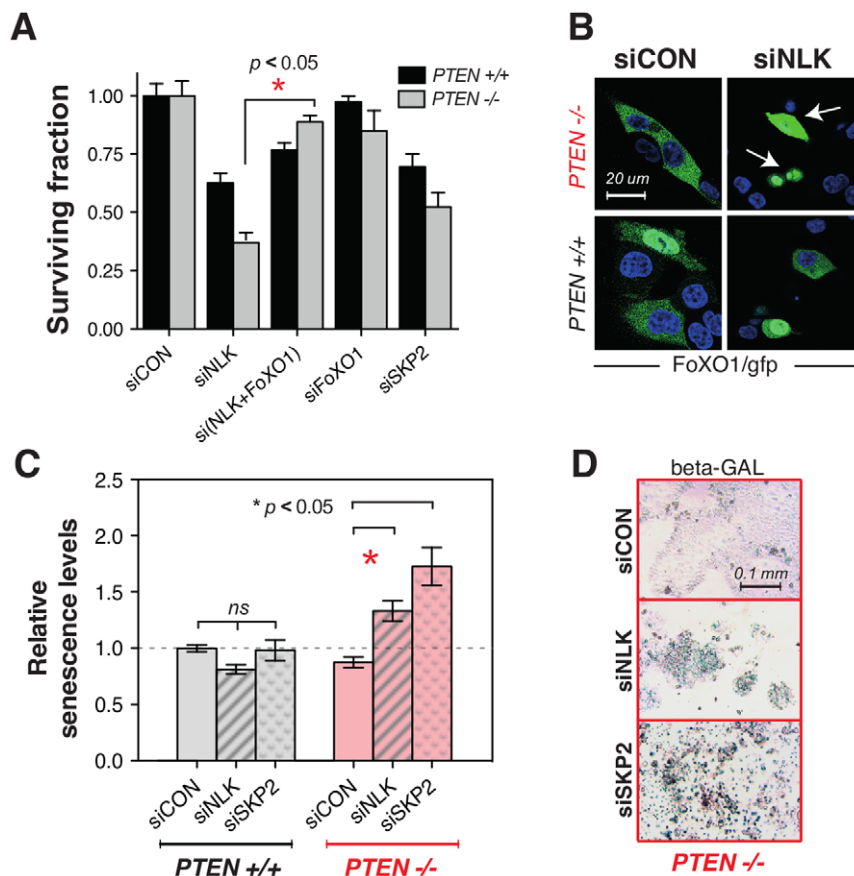 A
p < 0.05
*
PTEN +/+
PTEN -/-
Surviving fraction
1.00
0.75
0.50
0.25
0.00
siCON
siNLK
si(NLK+FoXO1)
siFoXO1
siSKP2
B
siCON
siNLK
PTEN -/-
20 um
PTEN +/+
FoXO1/gfp
C
Relative
senescence levels
2.5
2.0
1.5
1.0
0.5
0.0
* p < 0.05
*
ns
siCON
siNLK
siSKP2
siCON
siNLK
siSKP2
PTEN +/+
PTEN -/-
D
beta-GAL
siCON
0.1 mm
siNLK
siSKP2
PTEN -/-